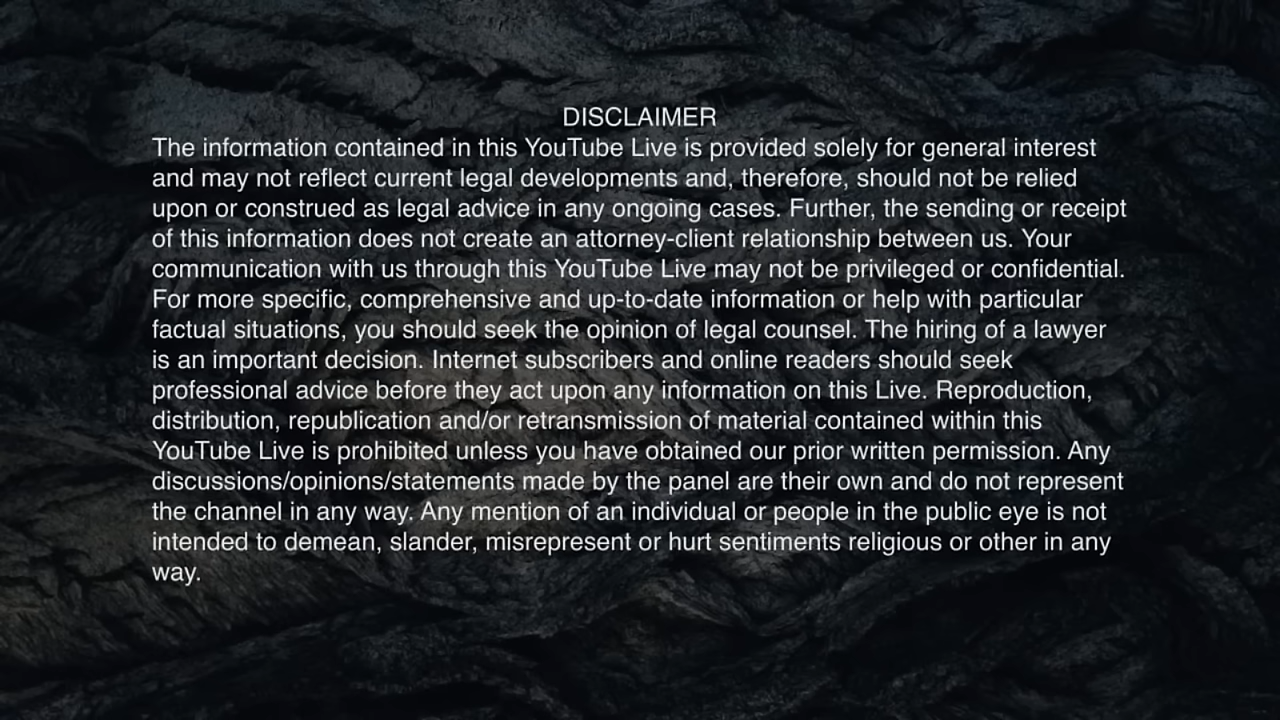 DISCLAIMER
The information contained in this YouTube Live is provided solely for general interest
and may not reflect current legal developments and, therefore, should not be relied
upon or construed as legal advice in any ongoing cases. Further, the sending or receipt
of this information does not create an attorney-client relationship between us. Your
communication with us through this YouTube Live may not be privileged or confidential.
For more specific, comprehensive and up-to-date information or help with particular
factual situations, you should seek the opinion of legal counsel. The hiring of a lawyer
is an important decision. Internet subscribers and online readers should seek
professional advice before they act upon any information on this Live. Reproduction,
distribution, republication and/or retransmission of material contained within this
YouTube Live is prohibited unless you have obtained our prior written permission. Any
discussions/opinions/statements made by the panel are their own and do not represent
the channel in any way. Any mention of an individual or people in the public eye is not
intended to demean, slander, misrepresent or hurt sentiments religious or other in any
way.